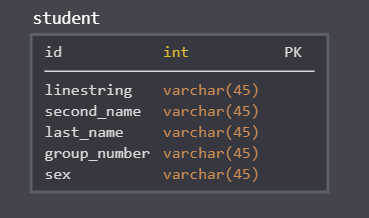 student
id int PK
linestring varchar(45)
second_name varchar(45)
last_name varchar(45)
group_number varchar(45)
sex varchar(45)